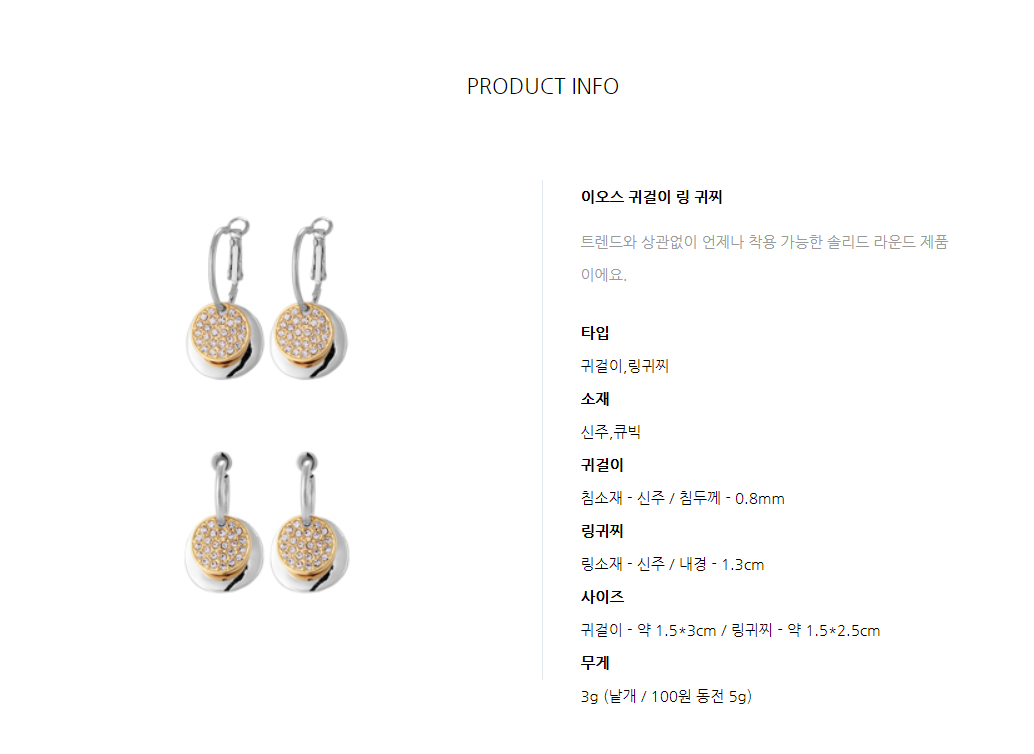 PRODUCT INFO
이오스 귀걸이 링 귀찌
트렌드와 상관없이 언제나 착용 가능한 솔리드 라운드 제품
이에요.
타입
귀걸이,링귀찌
소재
신주,큐빅
귀걸이
침소재 - 신주 / 침두께 - 0.8mm
링귀찌
링소재 - 신주 / 내경 - 1.3cm
사이즈
귀걸이 - 약 1.5*3cm / 링귀찌 - 약 1.5*2.5cm
무게
3g (낱개 / 100원 동전 5g)